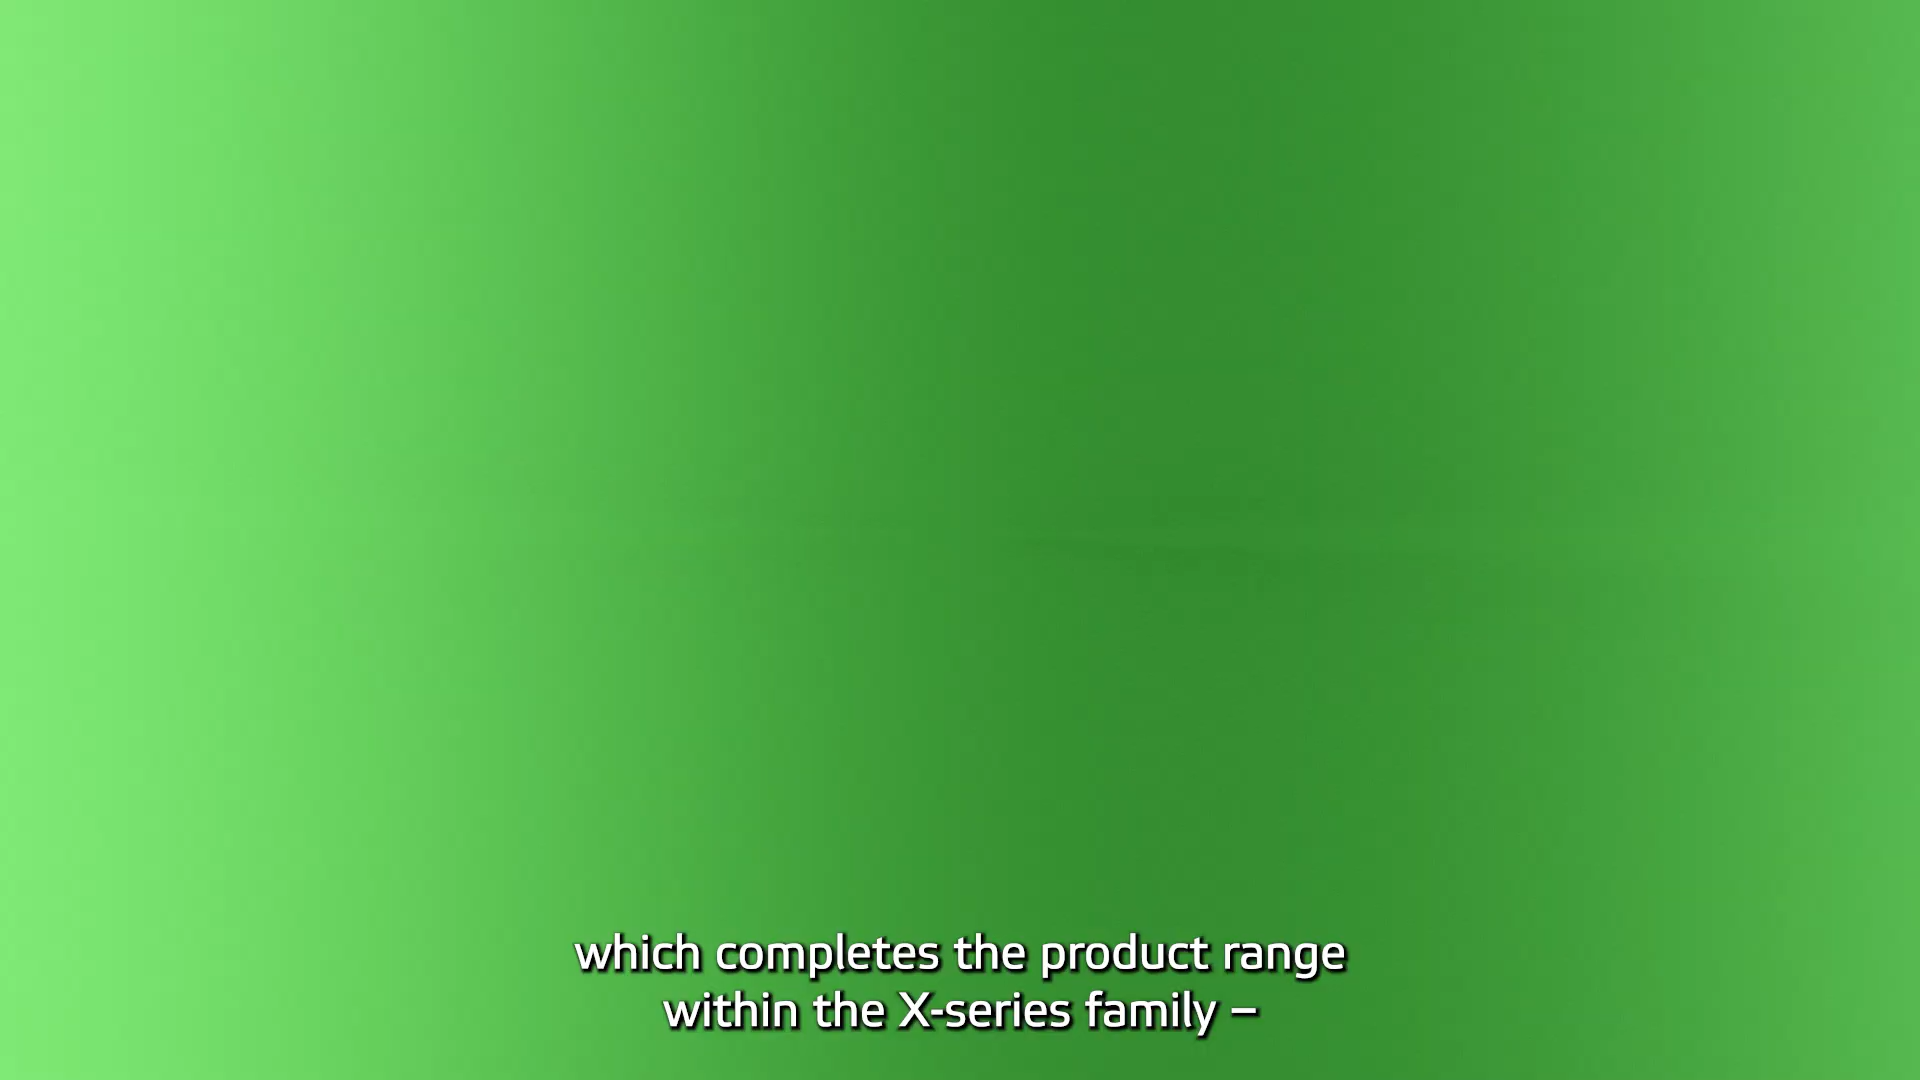 which completes the product range
within the X-series family –